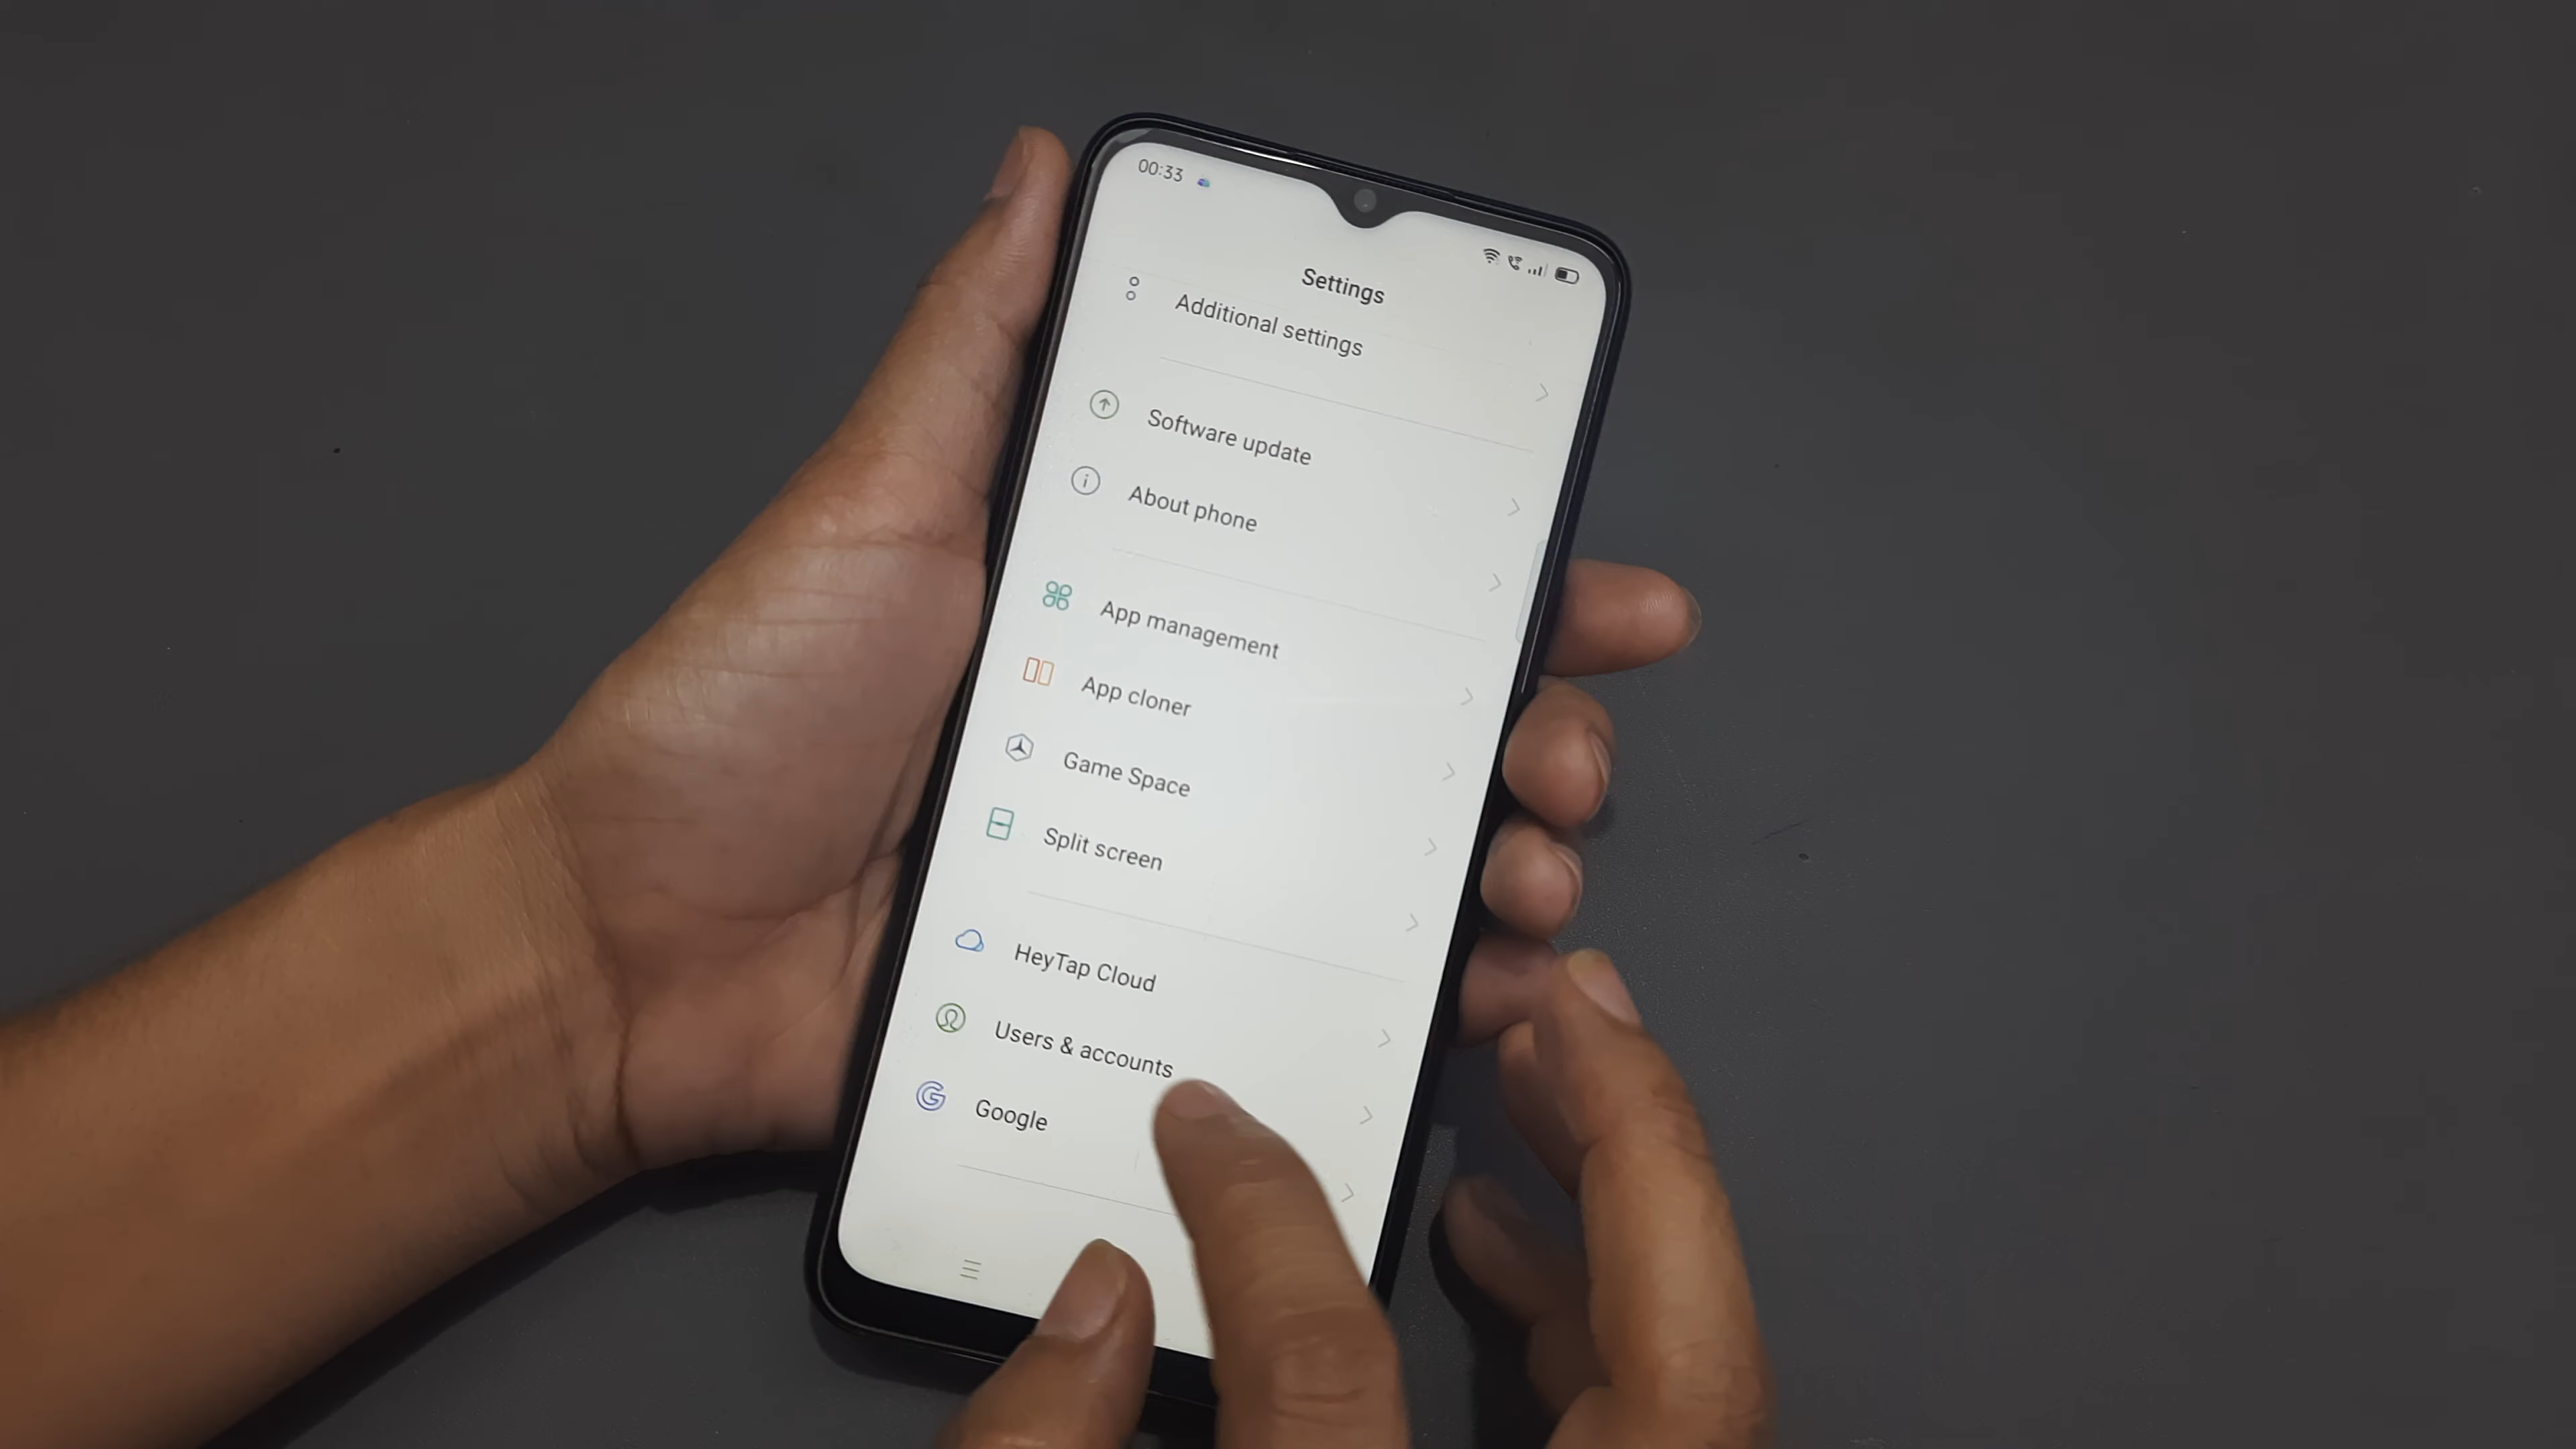 00:33
Settings
Additional settings
Software update
About phone
App management
App cloner
Game Space
Split screen
HeyTap Cloud
Users & accounts
Google